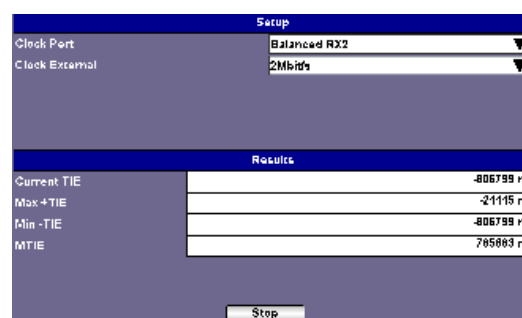 Setup
Clock Port Balanced RX2
Clock External 2Mbit/s
Results
Current TIE -806799 n
Max +TIE -21115 n
Min -TIE -806799 n
MTIE
Stop